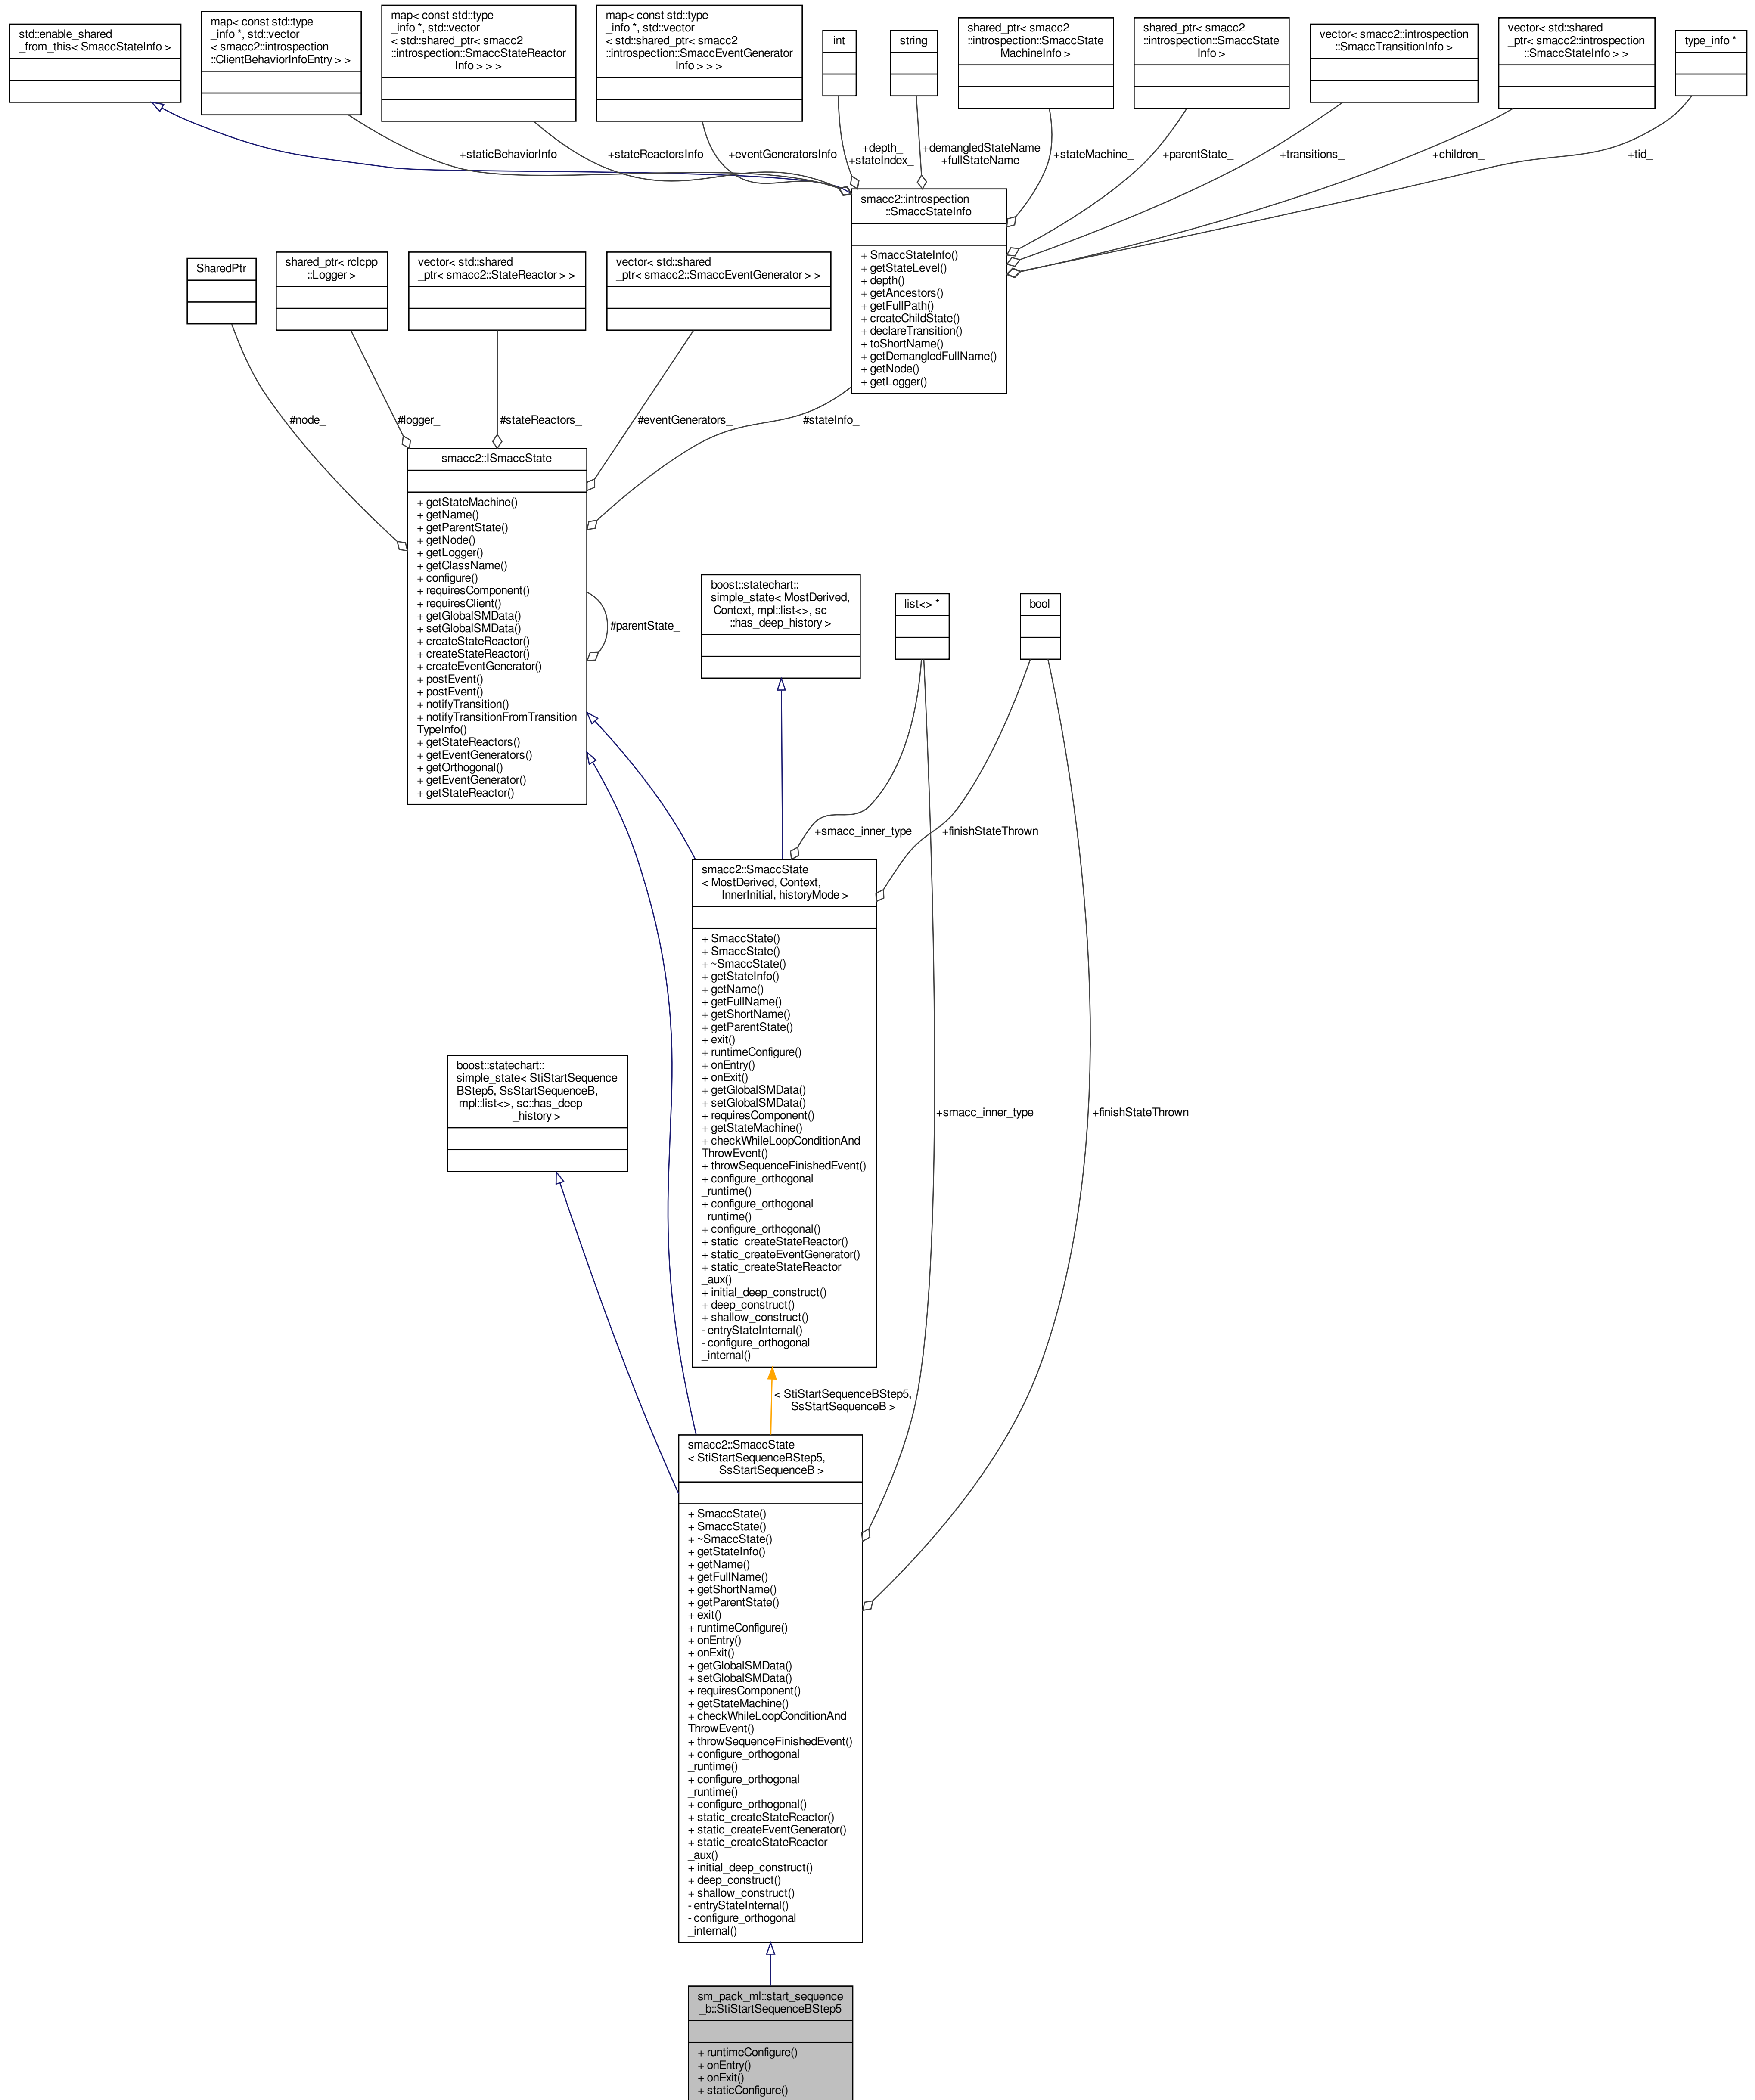 std::enable_shared
_from_this< SmaccStateInfo >
map< const std::type
_info *, std::vector
< smacc2::introspection
::ClientBehaviorInfoEntry > >
map< const std::type
_info *, std::vector
< std::shared_ptr< smacc2
::introspection::SmaccStateReactor
Info > > >
map< const std::type
_info *, std::vector
< std::shared_ptr< smacc2
::introspection::SmaccEventGenerator
Info > > >
int
string
shared_ptr< smacc2
::introspection::SmaccState
MachineInfo >
shared_ptr< smacc2
::introspection::SmaccState
Info >
vector< smacc2::introspection
::SmaccTransitionInfo >
vector< std::shared
_ptr< smacc2::introspection
::SmaccStateInfo > >
type_info *
+staticBehaviorInfo
+stateReactorsInfo
+eventGeneratorsInfo
+depth_
+stateIndex_
+demangledStateName
+fullStateName
+stateMachine_
+parentState_
+transitions_
+children_
+tid_
smacc2::introspection
::SmaccStateInfo
+ SmaccStateInfo()
+ getStateLevel()
+ depth()
+ getAncestors()
+ getFullPath()
+ createChildState()
+ declareTransition()
+ toShortName()
+ getDemangledFullName()
+ getNode()
+ getLogger()
SharedPtr
shared_ptr< rclcpp
::Logger >
vector< std::shared
_ptr< smacc2::StateReactor > >
vector< std::shared
_ptr< smacc2::SmaccEventGenerator > >
#node_
#logger_
#stateReactors_
#eventGenerators_
#stateInfo_
smacc2::ISmaccState
+ getStateMachine()
+ getName()
+ getParentState()
+ getNode()
+ getLogger()
+ getClassName()
+ configure()
+ requiresComponent()
+ requiresClient()
+ getGlobalSMData()
+ setGlobalSMData()
+ createStateReactor()
+ createStateReactor()
+ createEventGenerator()
+ postEvent()
+ postEvent()
+ notifyTransition()
+ notifyTransitionFromTransition
TypeInfo()
+ getStateReactors()
+ getEventGenerators()
+ getOrthogonal()
+ getEventGenerator()
+ getStateReactor()
#parentState_
boost::statechart::
simple_state< MostDerived,
Context, mpl::list<>, sc
::has_deep_history >
list<> *
bool
+smacc_inner_type
+finishStateThrown
smacc2::SmaccState
< MostDerived, Context,
InnerInitial, historyMode >
+ SmaccState()
+ SmaccState()
+ ~SmaccState()
+ getStateInfo()
+ getName()
+ getFullName()
+ getShortName()
+ getParentState()
+ exit()
+ runtimeConfigure()
+ onEntry()
+ onExit()
+ getGlobalSMData()
+ setGlobalSMData()
+ requiresComponent()
+ getStateMachine()
+ checkWhileLoopConditionAnd
ThrowEvent()
+ throwSequenceFinishedEvent()
+ configure_orthogonal
_runtime()
+ configure_orthogonal
_runtime()
+ configure_orthogonal()
+ static_createStateReactor()
+ static_createEventGenerator()
+ static_createStateReactor
_aux()
+ initial_deep_construct()
+ deep_construct()
+ shallow_construct()
- entryStateInternal()
- configure_orthogonal
_internal()
boost::statechart::
simple_state< StiStartSequence
BStep5, SsStartSequenceB,
mpl::list<>, sc::has_deep
_history >
+smacc_inner_type
+finishStateThrown
< StiStartSequenceBStep5,
SsStartSequenceB >
smacc2::SmaccState
< StiStartSequenceBStep5,
SsStartSequenceB >
+ SmaccState()
+ SmaccState()
+ ~SmaccState()
+ getStateInfo()
+ getName()
+ getFullName()
+ getShortName()
+ getParentState()
+ exit()
+ runtimeConfigure()
+ onEntry()
+ onExit()
+ getGlobalSMData()
+ setGlobalSMData()
+ requiresComponent()
+ getStateMachine()
+ checkWhileLoopConditionAnd
ThrowEvent()
+ throwSequenceFinishedEvent()
+ configure_orthogonal
_runtime()
+ configure_orthogonal
_runtime()
+ configure_orthogonal()
+ static_createStateReactor()
+ static_createEventGenerator()
+ static_createStateReactor
_aux()
+ initial_deep_construct()
+ deep_construct()
+ shallow_construct()
- entryStateInternal()
- configure_orthogonal
_internal()
sm_pack_ml::start_sequence
_b::StiStartSequenceBStep5
+ runtimeConfigure()
+ onEntry()
+ onExit()
+ staticConfigure()